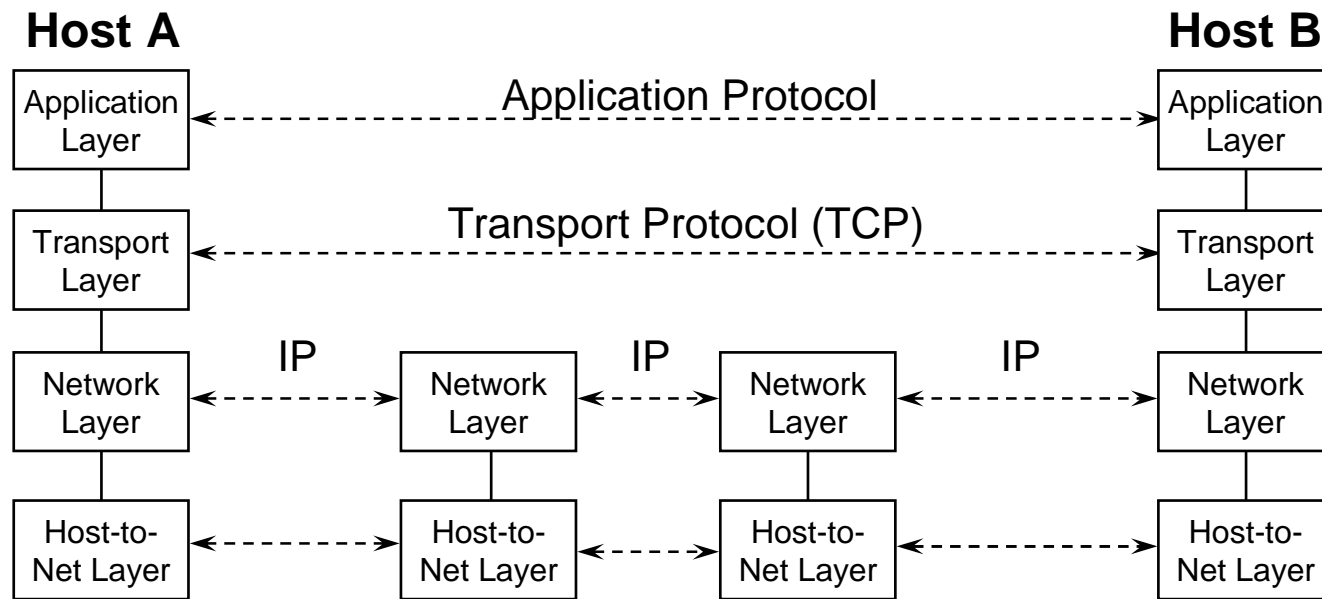 Host A
Host B
Application
Layer
Application Protocol
Application
Layer
Transport
Layer
Transport Protocol (TCP)
Transport
Layer
Network
Layer
IP
Network
Layer
IP
Network
Layer
IP
Network
Layer
Host-to-
Net Layer
Host-to-
Net Layer
Host-to-
Net Layer
Host-to-
Net Layer